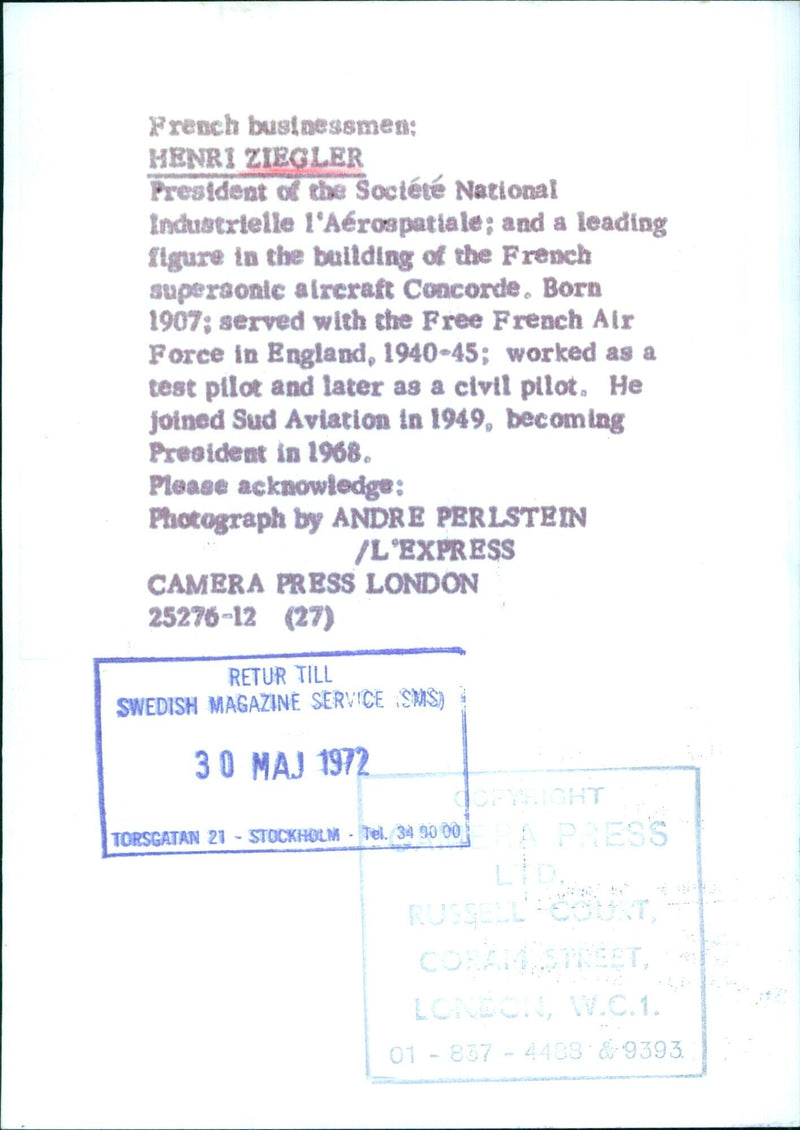 French businessmen:
HENRI ZIEGLER
President of the Société National
Industrielle l'Aérospatiale; and a leading
figure in the building of the French
supersonic aircraft Concorde. Born
1907; served with the Free French Air
Force in England, 1940-45; worked as a
test pilot and later as a civil pilot. He
joined Sud Aviation in 1949, becoming
President in 1968.
Please acknowledge:
Photograph by ANDRE PERLSTEIN
/L'EXPRESS
CAMERA PRESS LONDON
25276-12 (27)
RETUR TILL
SWEDISH MAGAZINE SERVICE (SMS)
30 MAJ 1972
TORSGATAN 21 - STOCKHOLM - Tel. 34 90 00
COPYRIGHT
CAMERA PRESS
LTD.
RUSSELL COURT,
CORAM STREET,
LONDON, W.C.1.
01 - 837 - 4488 & 9393